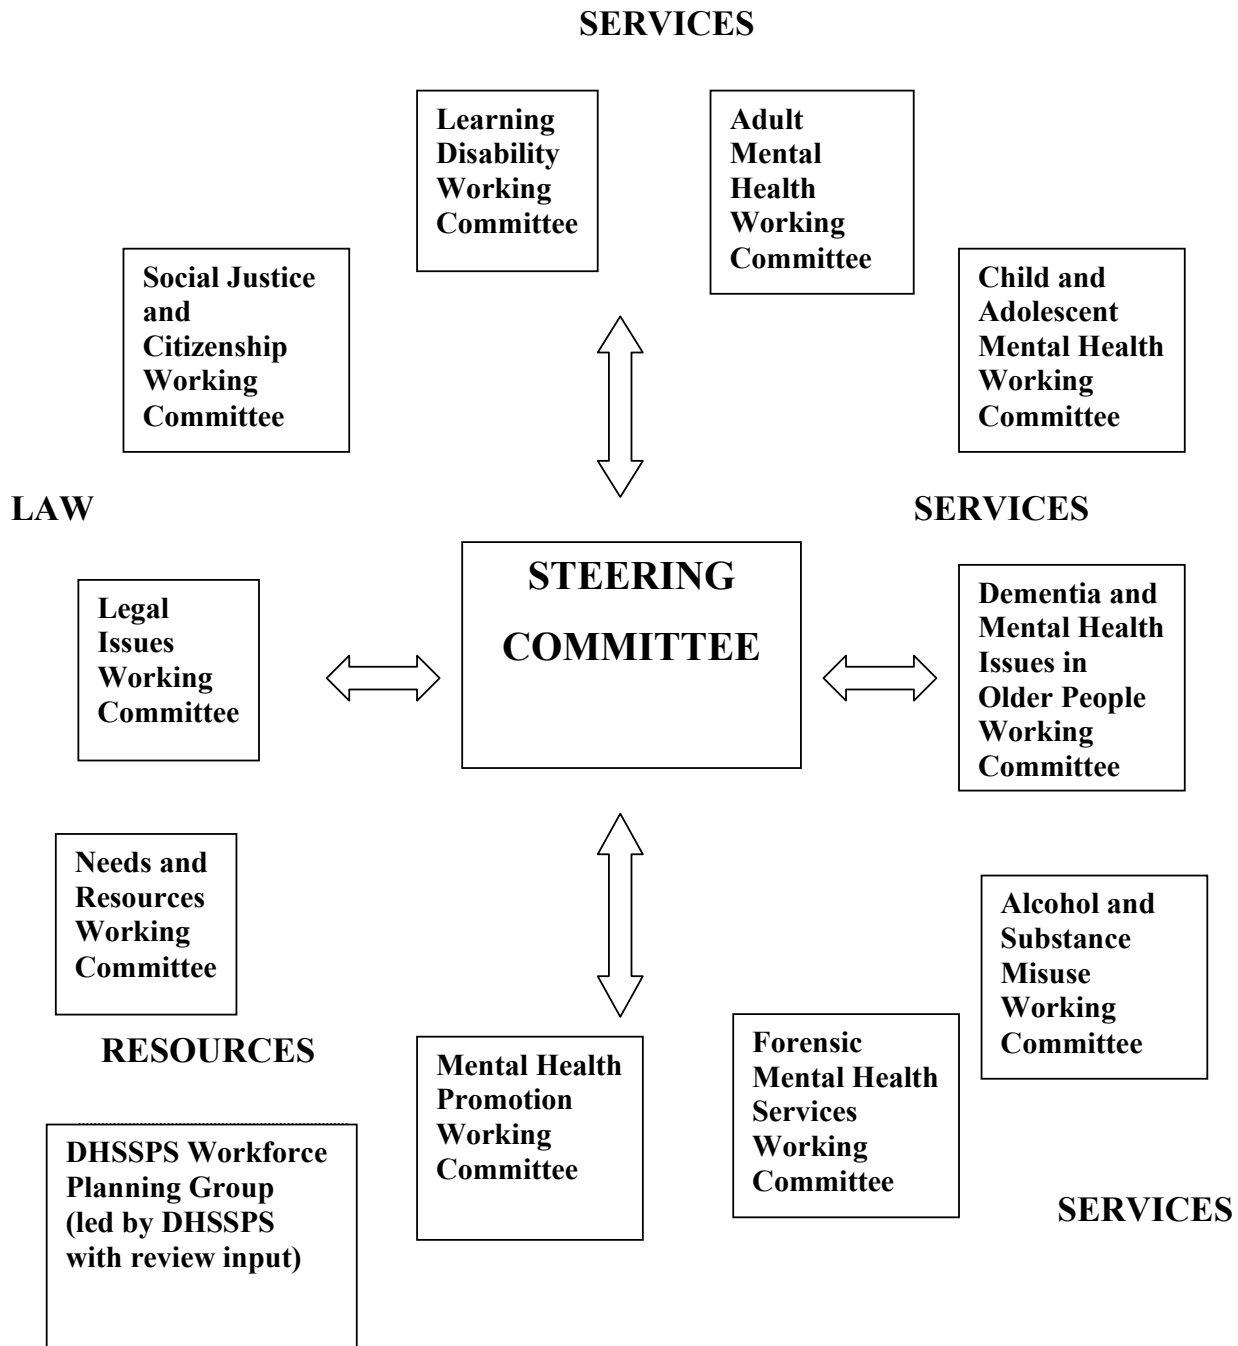 SERVICES
Learning
Disability
Working
Committee
Adult
Mental
Health
Working
Committee
Social Justice
and
Citizenship
Working
Committee
Child and
Adolescent
Mental Health
Working
Committee
LAW
SERVICES
STEERING
COMMITTEE
Legal
Issues
Working
Committee
Dementia and
Mental Health
Issues in
Older People
Working
Committee
Needs and
Resources
Working
Committee
Alcohol and
Substance
Misuse
Working
Committee
RESOURCES
Mental Health
Promotion
Working
Committee
Forensic
Mental Health
Services
Working
Committee
DHSSPS Workforce
Planning Group
(led by DHSSPS
with review input)
SERVICES